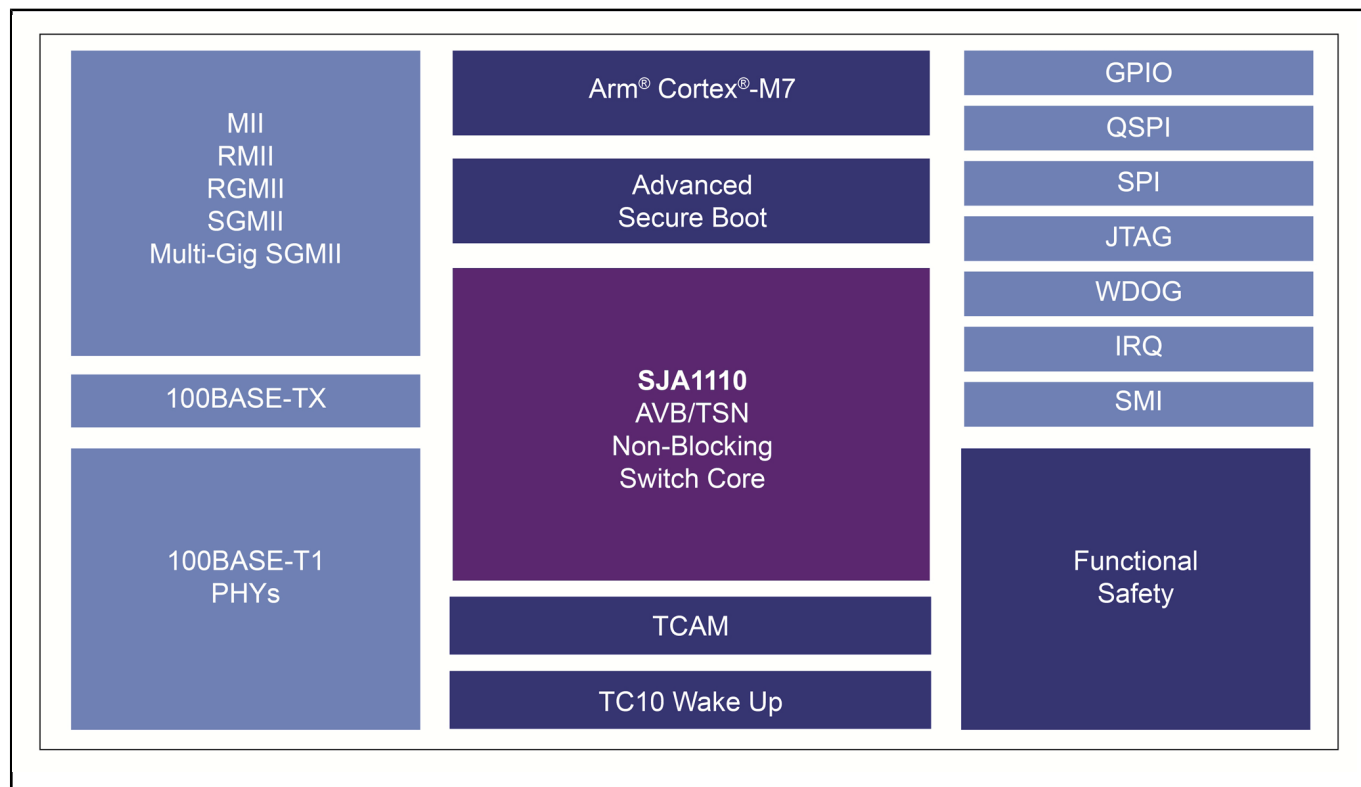 MII
RMII
RGMII
SGMII
Multi-Gig SGMII
100BASE-TX
100BASE-T1
PHYs
Arm® Cortex®-M7
Advanced
Secure Boot
SJA1110
AVB/TSN
Non-Blocking
Switch Core
TCAM
TC10 Wake Up
GPIO
QSPI
SPI
JTAG
WDOG
IRQ
SMI
Functional
Safety